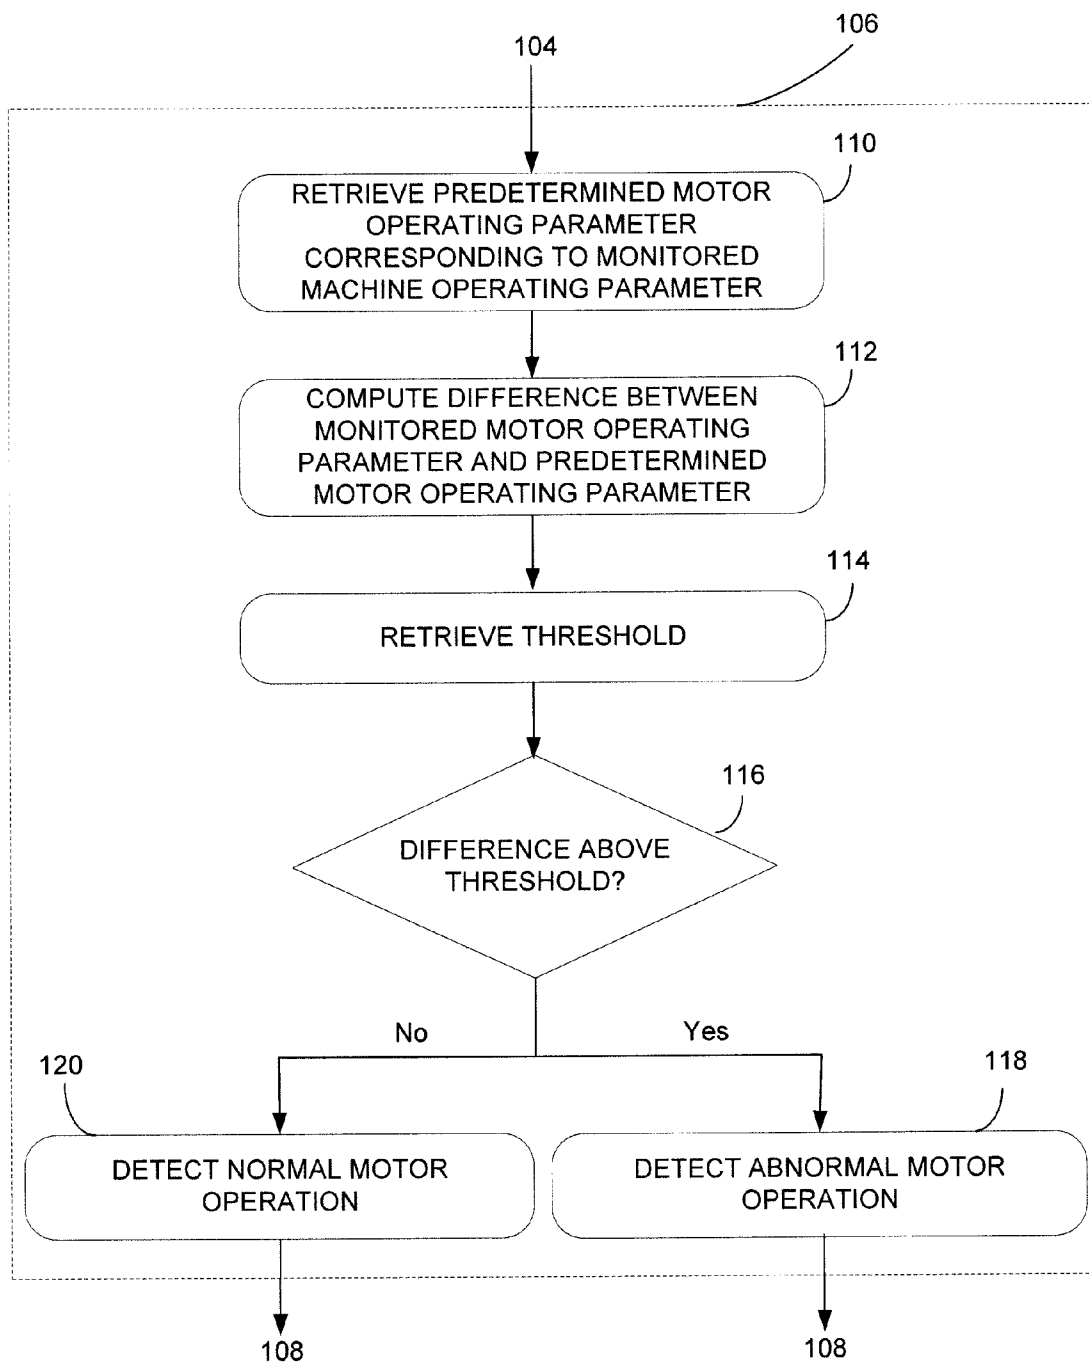 106
104
110
RETRIEVE PREDETERMINED MOTOR
OPERATING PARAMETER
CORRESPONDING TO MONITORED
MACHINE OPERATING PARAMETER
112
COMPUTE DIFFERENCE BETWEEN
MONITORED MOTOR OPERATING
PARAMETER AND PREDETERMINED
MOTOR OPERATING PARAMETER
114
RETRIEVE THRESHOLD
116
DIFFERENCE ABOVE
THRESHOLD?
No
Yes
120
118
DETECT NORMAL MOTOR
OPERATION
DETECT ABNORMAL MOTOR
OPERATION
108
108